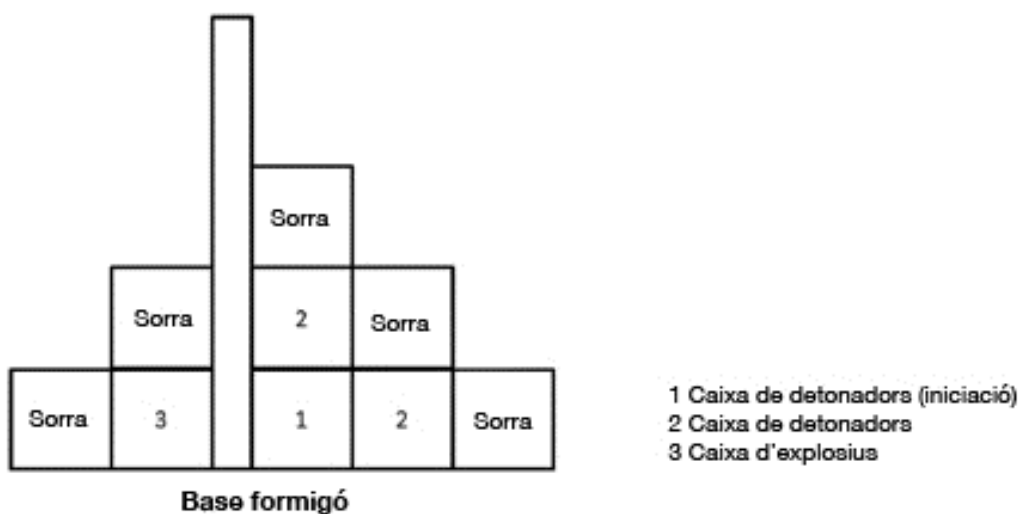 Sorra
Sorra 2 Sorra
Sorra 3 1 2 Sorra
Base formigó
1 Caixa de detonadors (iniciació)
2 Caixa de detonadors
3 Caixa d'explosius